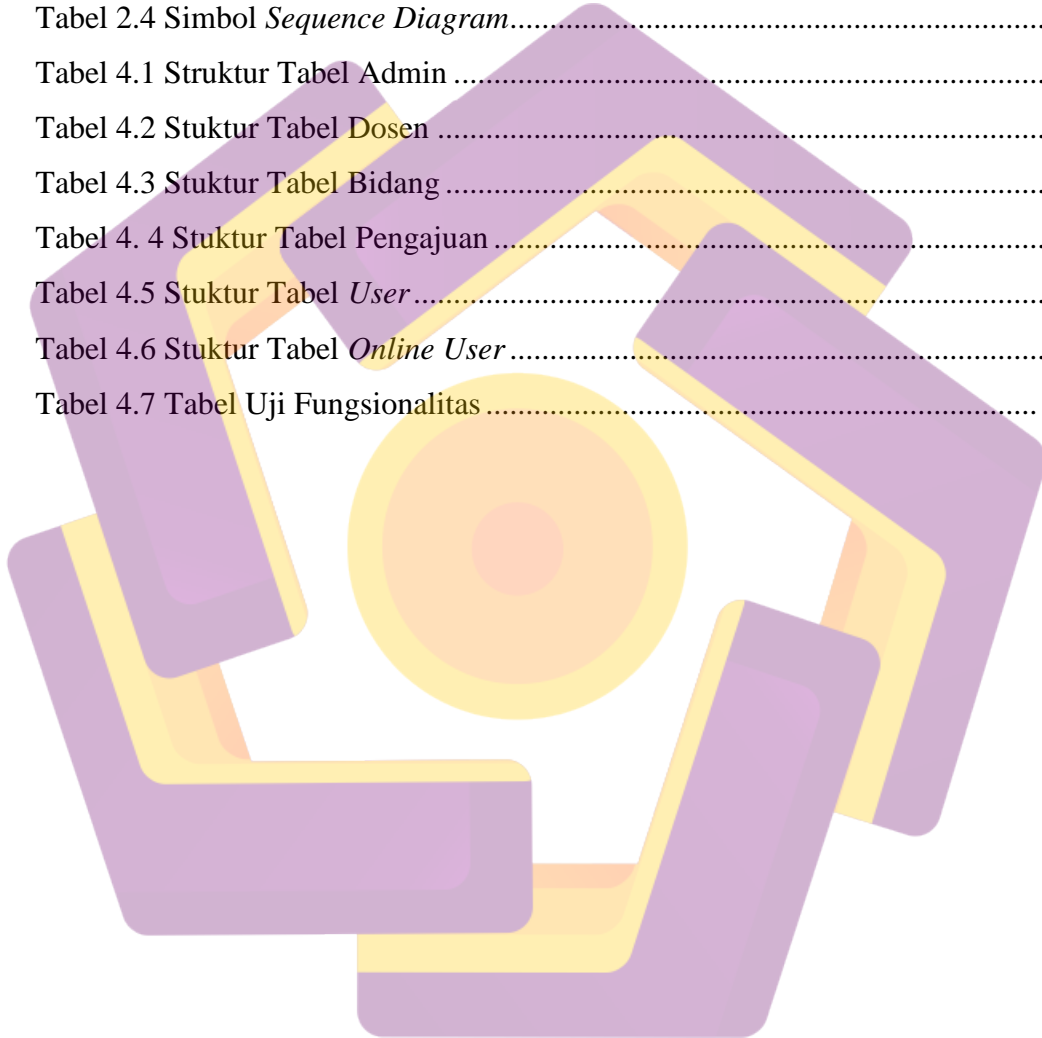 Tabel 2.4 Simbol Sequence Diagram................................................................
Tabel 4.1 Struktur Tabel Admin ................................................................
Tabel 4.2 Stuktur Tabel Dosen ................................................................
Tabel 4.3 Stuktur Tabel Bidang ................................................................
Tabel 4. 4 Stuktur Tabel Pengajuan ................................................................
Tabel 4.5 Stuktur Tabel User ................................................................
Tabel 4.6 Stuktur Tabel Online User ................................................................
Tabel 4.7 Tabel Uji Fungsionalitas ................................................................